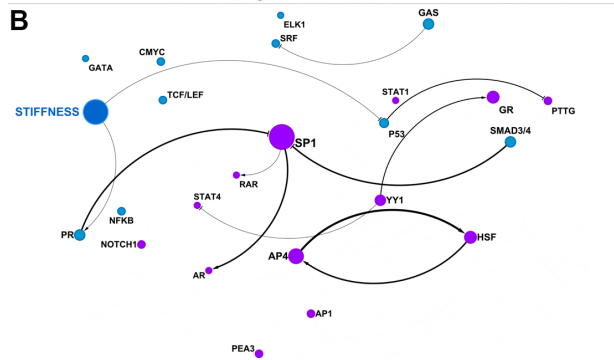 B
GAS
ELK1
SRF
CMYC
GATA
STAT1
TCF/LEF
GR
PTTG
STIFFNESS
P53
SMAD3/4
SP1
RAR
STAT4
YY1
NFKB
PR
NOTCH1
HSF
AP4
AR
AP1
PEA3